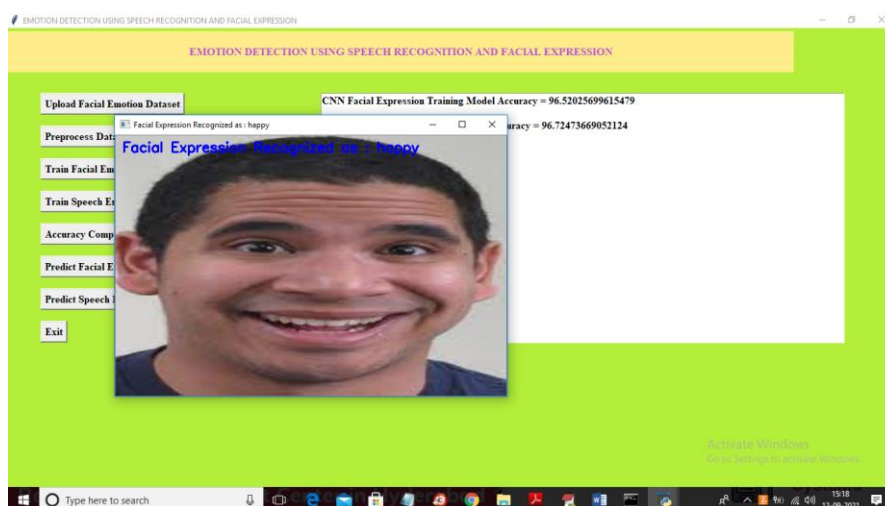 EMOTION DETECTION USING SPEECH RECOGNITION AND FACIAL EXPRESSION
EMOTION DETECTION USING SPEECH RECOGNITION AND FACIAL EXPRESSION
Upload Facial Emotion Dataset
CNN Facial Expression Training Model Accuracy = 96.52025699615479
Facial Expression Recognized as : happy
Preprocess Data
uracy = 96.72473669052124
Facial Expression Recognized as : happy
Train Facial Em
Train Speech E
Accuracy Comp
Predict Facial E
Predict Speech
Exit
Activate Windows
Go to Settings to activate Windows.
Type here to search
15:18